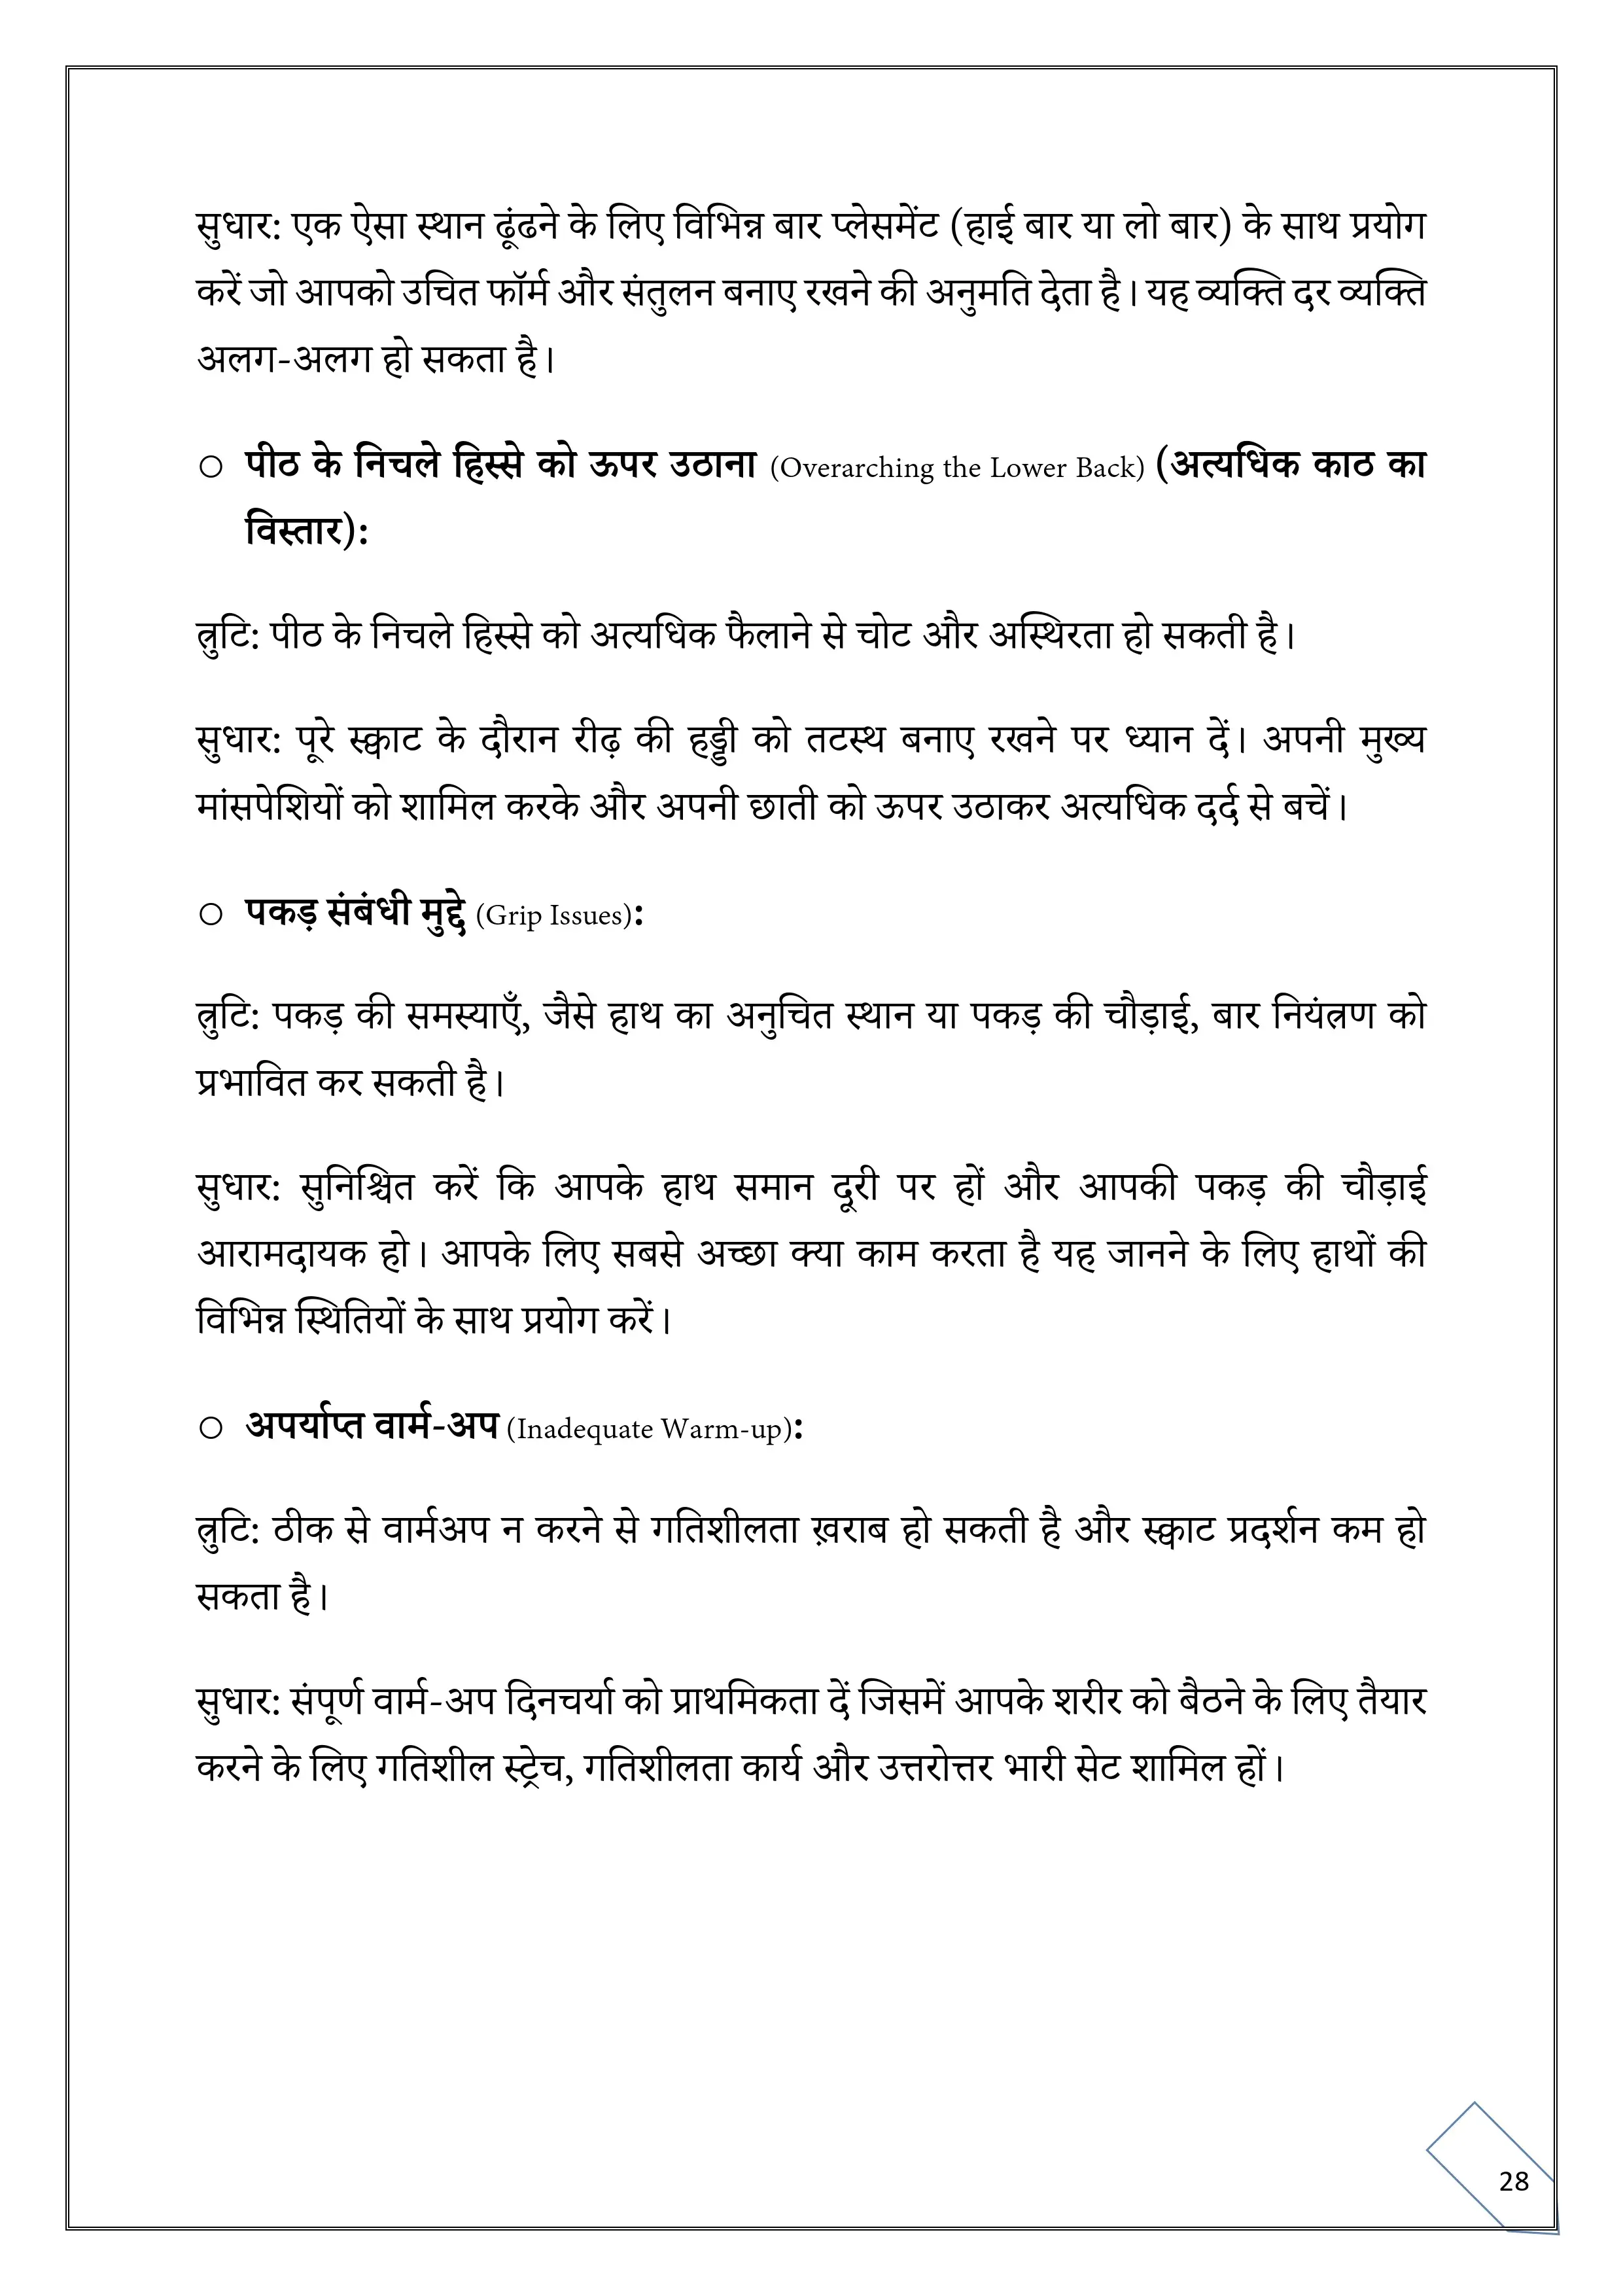 सुधार: एक ऐसा स्थान ढूंढने के लिए विभिन्न बार प्लेसमेंट (हाई बार या लो बार) के साथ प्रयोग
करें जो आपको उचित फॉर्म और संतुलन बनाए रखने की अनुमति देता है। यह व्यक्ति दर व्यक्ति
अलग-अलग हो सकता है।
○ पीठ के निचले हिस्से को ऊपर उठाना (Overarching the Lower Back) (अत्यधिक काठ का
विस्तार):
त्रुटि: पीठ के निचले हिस्से को अत्यधिक फैलाने से चोट और अस्थिरता हो सकती है।
सुधार: पूरे स्क्वाट के दौरान रीढ़ की हड्डी को तटस्थ बनाए रखने पर ध्यान दें। अपनी मुख्य
मांसपेशियों को शामिल करके और अपनी छाती को ऊपर उठाकर अत्यधिक दर्द से बचें।
○ पकड़ संबंधी मुद्दे (Grip Issues):
त्रुटि: पकड़ की समस्याएँ, जैसे हाथ का अनुचित स्थान या पकड़ की चौड़ाई, बार नियंत्रण को
प्रभावित कर सकती है।
सुधार: सुनिश्चित करें कि आपके हाथ समान दूरी पर हों और आपकी पकड़ की चौड़ाई
आरामदायक हो। आपके लिए सबसे अच्छा क्या काम करता है यह जानने के लिए हाथों की
विभिन्न स्थितियों के साथ प्रयोग करें।
○ अपर्याप्त वार्म-अप (Inadequate Warm-up):
त्रुटि: ठीक से वार्मअप न करने से गतिशीलता ख़राब हो सकती है और स्क्वाट प्रदर्शन कम हो
सकता है।
सुधार: संपूर्ण वार्म-अप दिनचर्या को प्राथमिकता दें जिसमें आपके शरीर को बैठने के लिए तैयार
करने के लिए गतिशील स्ट्रेच, गतिशीलता कार्य और उत्तरोत्तर भारी सेट शामिल हों।
28